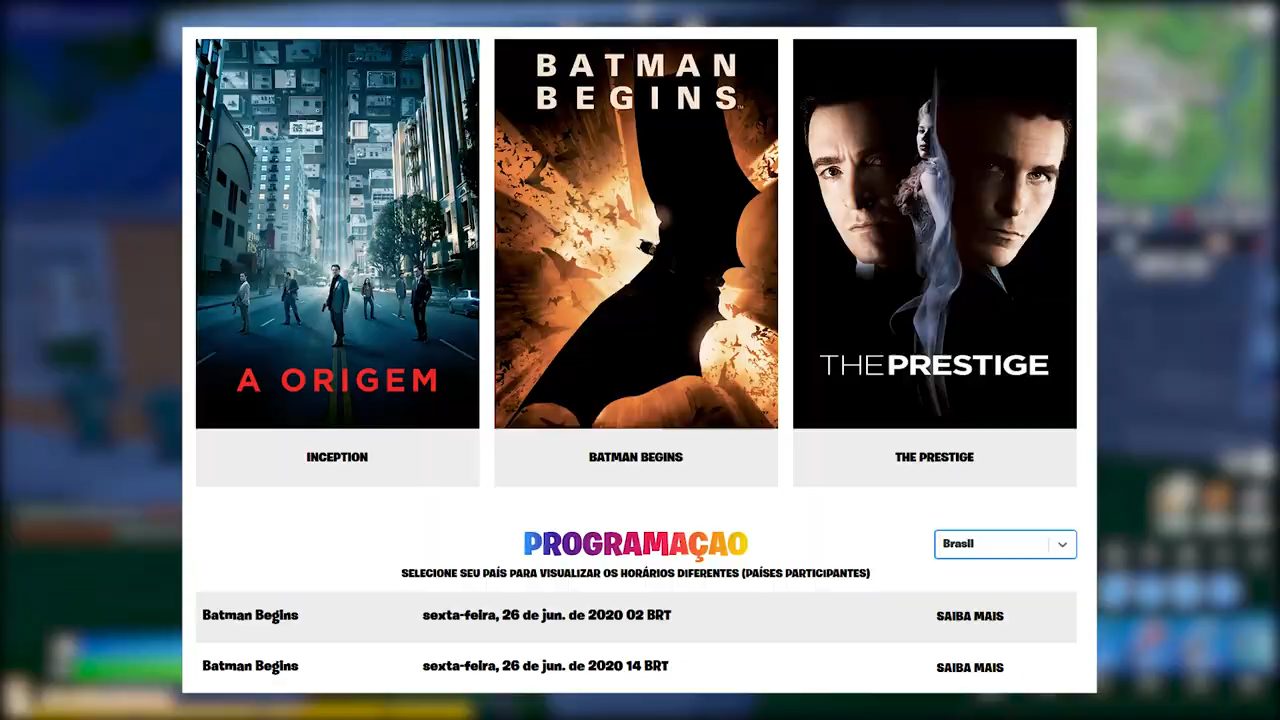 A ORIGEM
BATMAN
BEGINS
THE PRESTIGE
INCEPTION
BATMAN BEGINS
THE PRESTIGE
PROGRAMAÇAO
Brasil
SELECIONE SEU PAÍS PARA VISUALIZAR OS HORÁRIOS DIFERENTES (PAÍSES PARTICIPANTES)
Batman Begins sexta-feira, 26 de jun. de 2020 02 BRT SAIBA MAIS
Batman Begins sexta-feira, 26 de jun. de 2020 14 BRT SAIBA MAIS